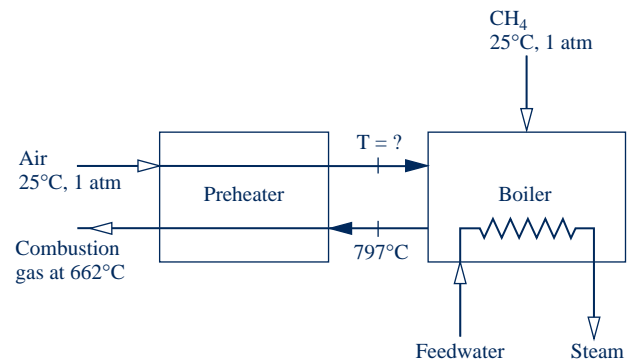 CH₄
25°C, 1 atm
T = ?
Air
25°C, 1 atm
Preheater
Boiler
Combustion
gas at 662°C
797°C
Feedwater
Steam